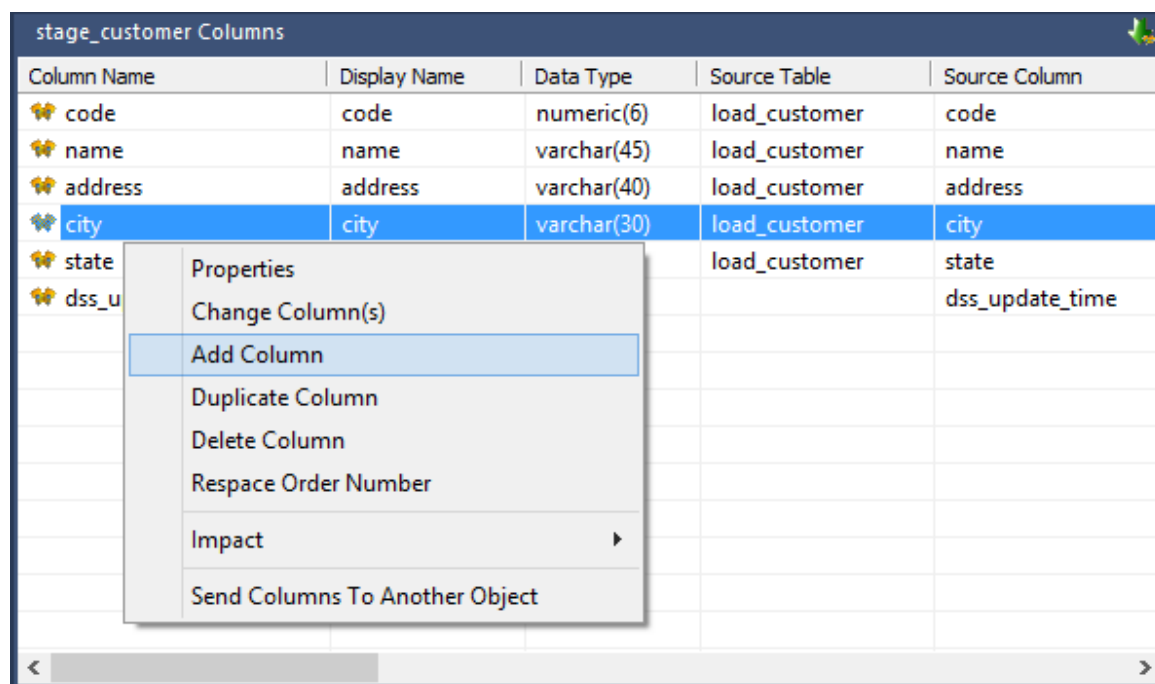 stage_customer Columns
Column Name Display Name Data Type Source Table Source Column
code code numeric(6) load_customer code
name name varchar(45) load_customer name
address address varchar(40) load_customer address
city city varchar(30) load_customer city
state load_customer state
dss_u dss_update_time
Properties
Change Column(s)
Add Column
Duplicate Column
Delete Column
Respace Order Number
Impact
Send Columns To Another Object